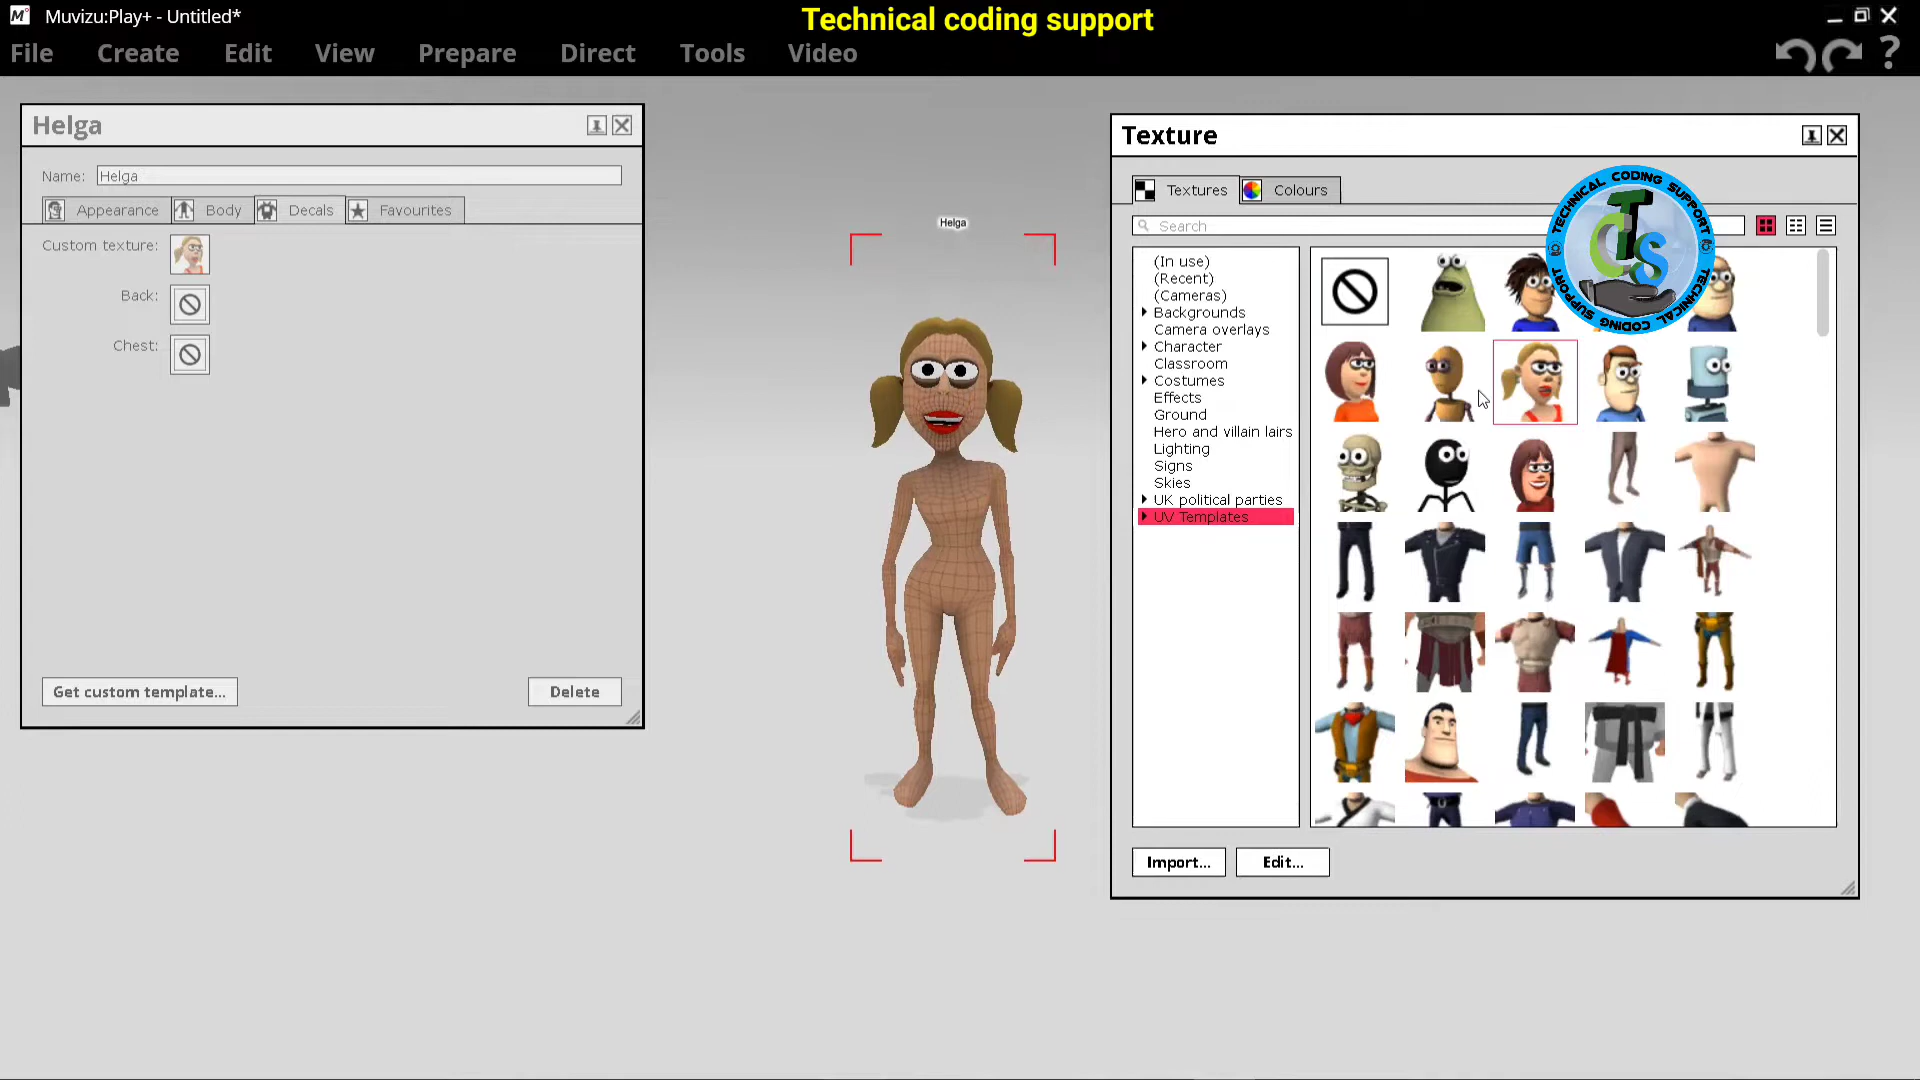 Muvizu:Play+ - Untitled*
Technical coding support
File Create Edit View Prepare Direct Tools Video
?
Helga
Name: Helga
Appearance Body Decals Favourites
Custom texture:
Back:
Chest:
Get custom template...
Delete
Helga
Texture
Textures Colours
Search
(In use)
(Recent)
(Cameras)
Backgrounds
Camera overlays
Character
Classroom
Costumes
Effects
Ground
Hero and villain lairs
Lighting
Signs
Skies
UK political parties
UV Templates
Import...
Edit...
TECHNICAL CODING SUPPORT
TCS
TECHNICAL CODING SUPPORT